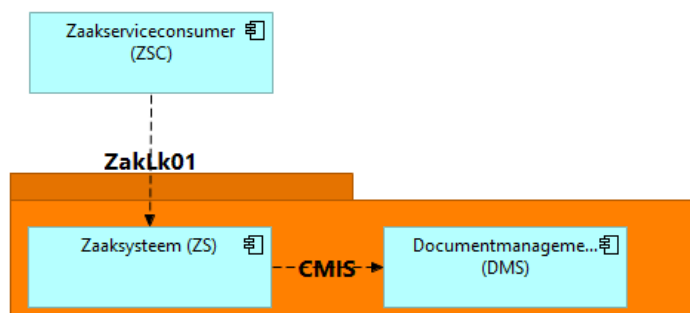 Zaakserviceconsumer
(ZSC)
ZakLk01
Zaaksysteem (ZS)
CMIS
Documentmanageme...
(DMS)